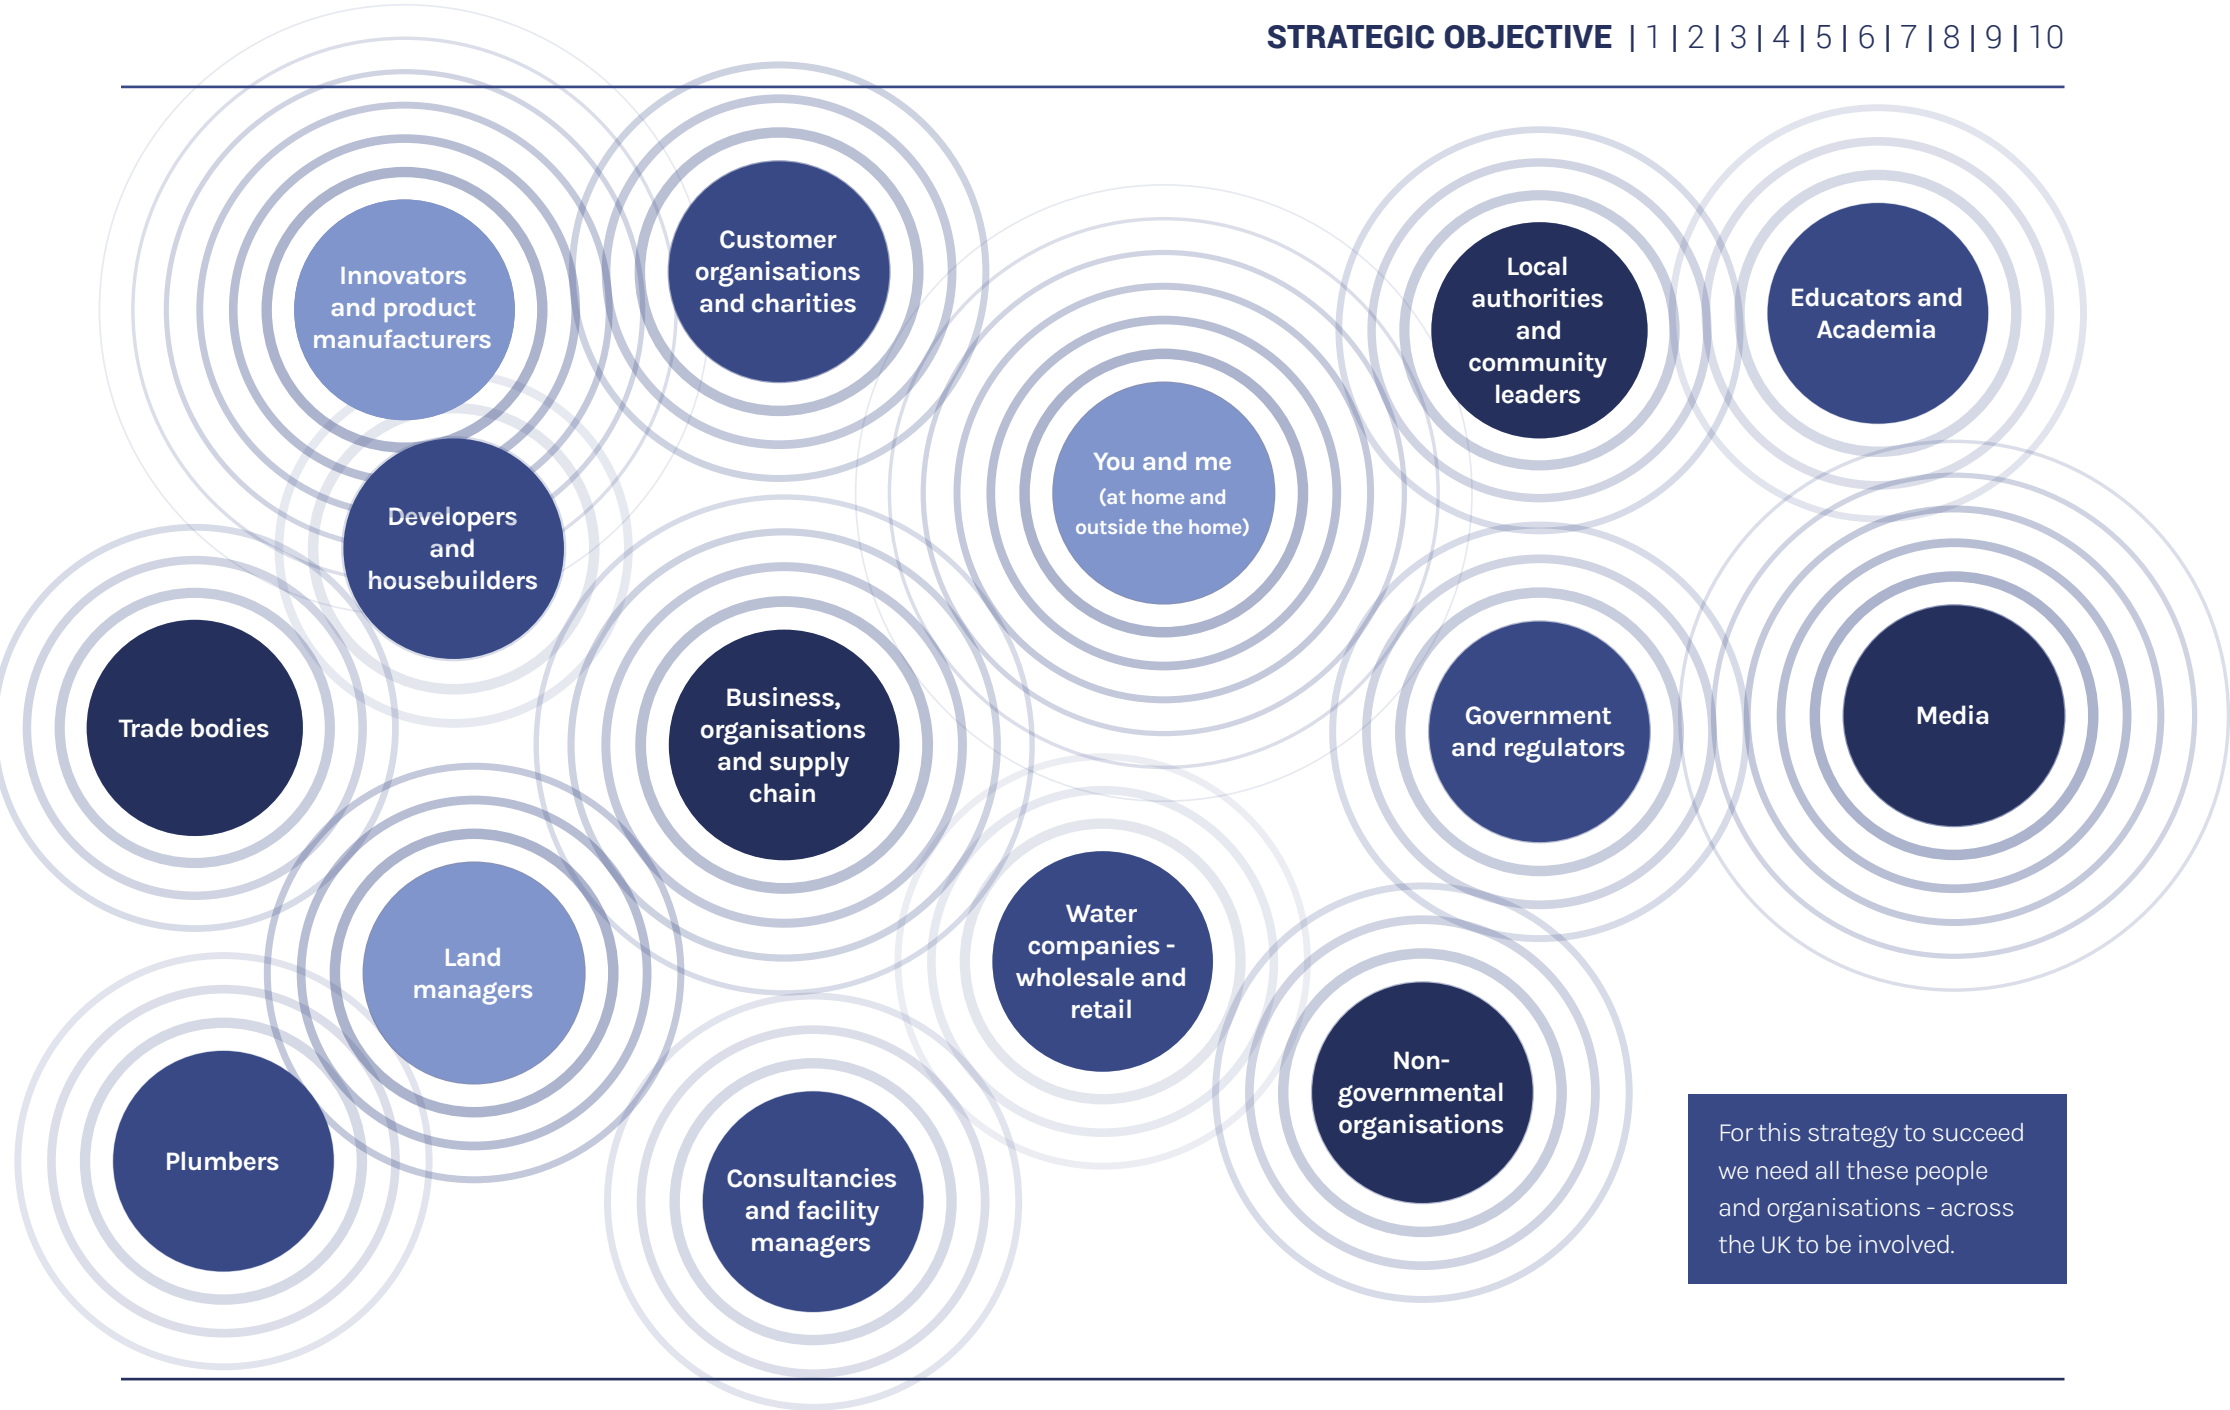 STRATEGIC OBJECTIVE | 1 | 2 | 3 | 4 | 5 | 6 | 7 | 8 | 9 | 10
Innovators
and product
manufacturers
Customer
organisations
and charities
You and me
(at home and
outside the home)
Local
authorities
and
community
leaders
Educators and
Academia
Developers
and
housebuilders
Trade bodies
Business,
organisations
and supply
chain
Government
and regulators
Media
Land
managers
Water
companies -
wholesale and
retail
Non-
governmental
organisations
Plumbers
Consultancies
and facility
managers
For this strategy to succeed
we need all these people
and organisations - across
the UK to be involved.